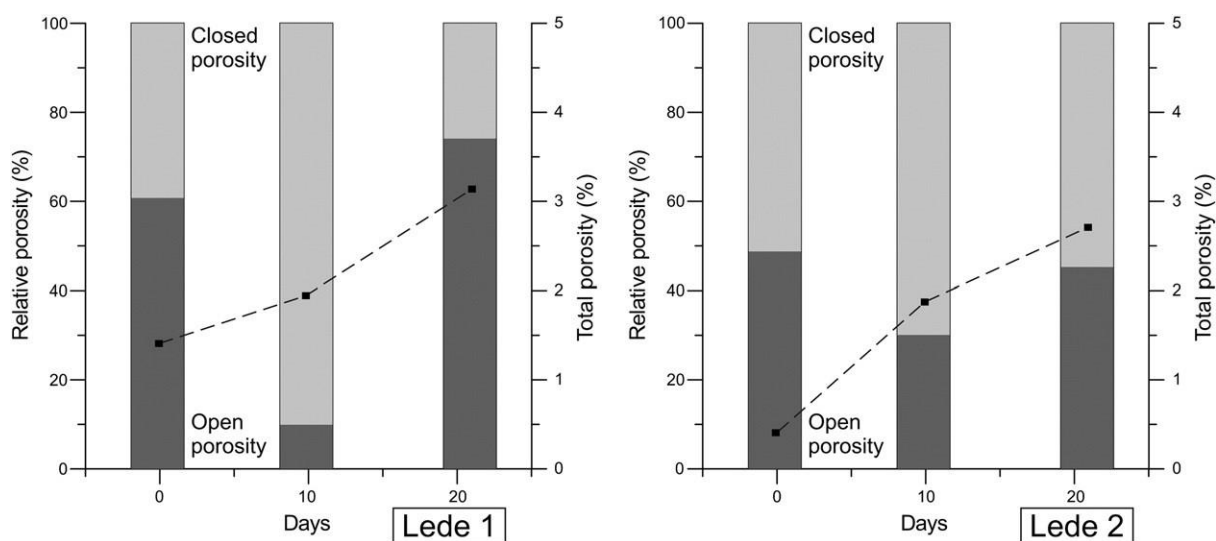 Relative porosity (%)
100
80
60
40
20
0
Closed
porosity
Open
porosity
0
10
20
Days
Lede 1
5
4
3
2
1
0
Total porosity (%)
Relative porosity (%)
100
80
60
40
20
0
Closed
porosity
Open
porosity
0
10
20
Days
Lede 2
5
4
3
2
1
0
Total porosity (%)